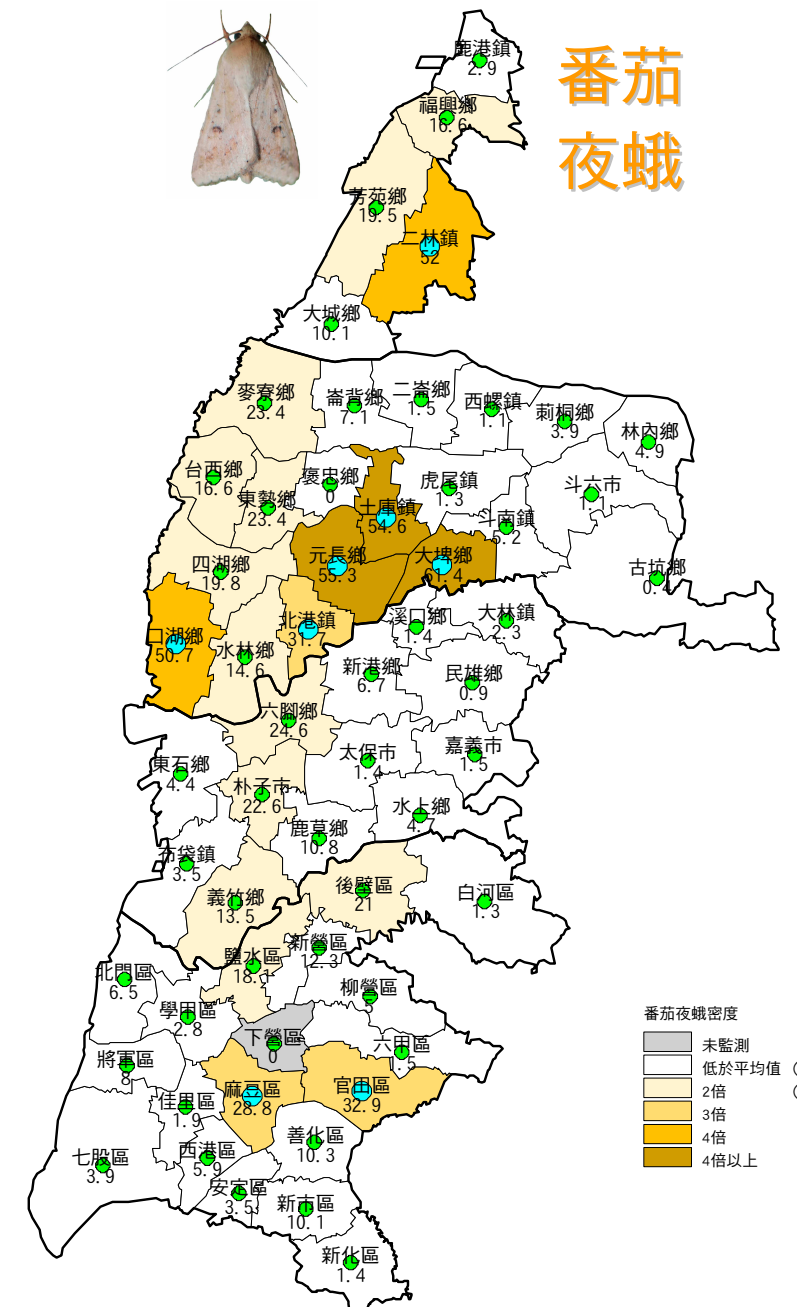 番茄
夜蛾
鹿港鎮
2.9
福興鄉
16.6
芳苑鄉
19.5
二林鎮
52
大城鄉
10.1
麥寮鄉
23.4
崙背鄉
7.1
二崙鄉
1.5
西螺鎮
1.1
莿桐鄉
3.9
林內鄉
4.9
台西鄉
16.6
東勢鄉
23.4
褒忠鄉
0
土庫鎮
54.6
虎尾鎮
1.3
斗南鎮
5.2
斗六市
1.1
四湖鄉
19.8
元長鄉
55.3
大埤鄉
61.4
古坑鄉
0.4
口湖鄉
50.7
水林鄉
14.6
北港鎮
31.7
溪口鄉
1.4
大林鎮
2.3
新港鄉
6.7
民雄鄉
0.9
六腳鄉
24.6
東石鄉
4.4
太保市
1.4
嘉義市
1.5
朴子市
22.6
鹿草鄉
10.8
水上鄉
4.7
布袋鎮
3.5
義竹鄉
13.5
後壁區
21
白河區
1.3
鹽水區
18.1
新營區
12.3
北門區
6.5
學甲區
2.8
柳營區
5
下營區
0
六甲區
1.5
將軍區
8
佳里區
1.9
麻豆區
28.8
官田區
32.9
七股區
3.9
西港區
5.9
善化區
10.3
安定區
3.5
新市區
10.1
新化區
1.4
番茄夜蛾密度
未監測
低於平均值（
2倍（
3倍
4倍
4倍以上